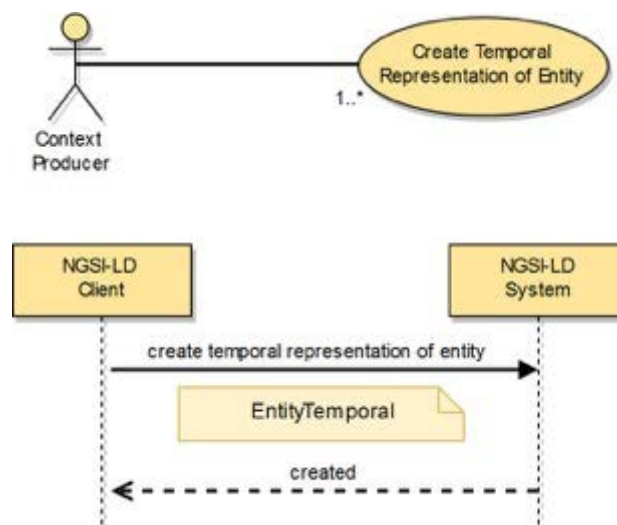 Create Temporal
Representation of Entity
1..*
Context
Producer
NGSI-LD
Client
NGSI-LD
System
create temporal representation of entity
EntityTemporal
created